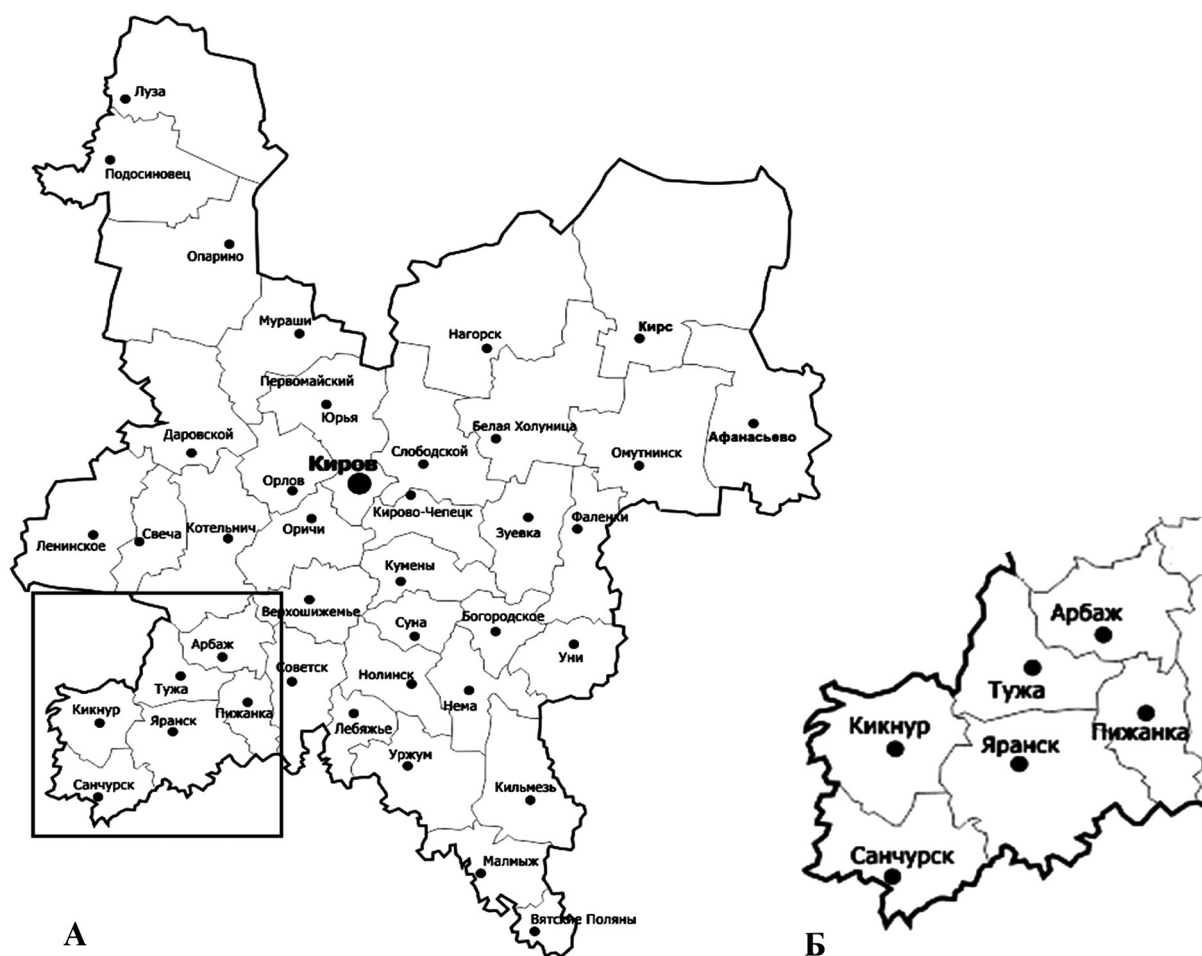 Луза
Подосиновец
Опарино
Мураши
Нагорск
Кирс
Первомайский
Юрья
Белая Холуница
Афанасьево
Даровской
Слободской
Омутнинск
Киров
Орлов
Кирово-Чепецк
Фаленки
Котельнич
Оричи
Зуевка
Свеча
Ленинское
Кумены
Верхошижемье
Суна
Богородское
Арбаж
Уни
Советск
Нолинск
Тужа
Нема
Пижанка
Кикнур
Яранск
Лебяжье
Уржум
Санчурск
Кильмезь
Малмыж
Вятские Поляны
А
Арбаж
Тужа
Кикнур
Пижанка
Яранск
Санчурск
Б